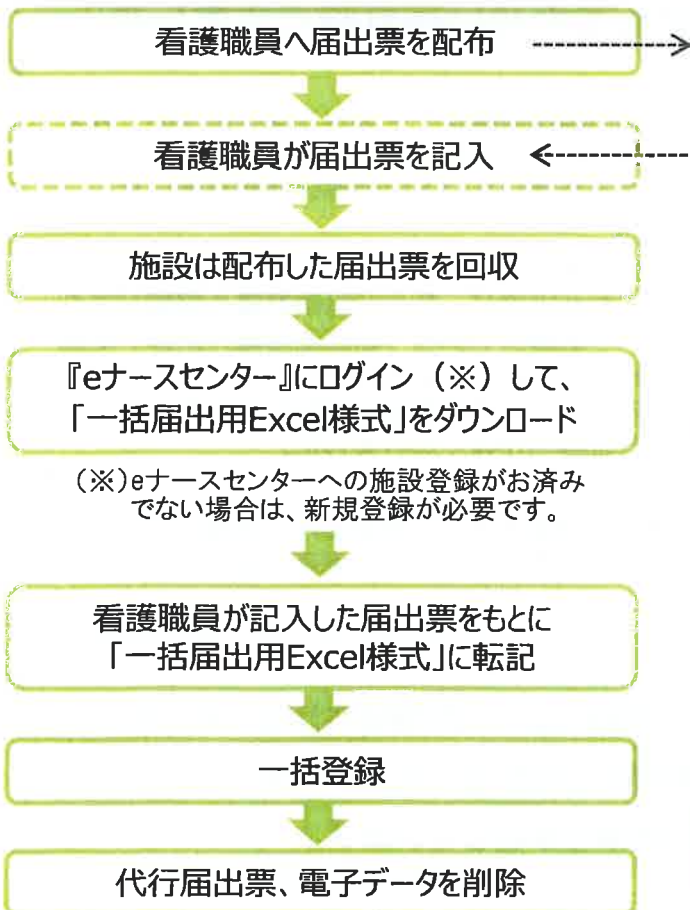 看護職員へ届出票を配布
看護職員が届出票を記入
施設は配布した届出票を回収
『eナースセンター』にログイン（※）して、
「一括届出用Excel様式」をダウンロード
（※）eナースセンターへの施設登録がお済み
でない場合は、新規登録が必要です。
看護職員が記入した届出票をもとに
「一括届出用Excel様式」に転記
一括登録
代行届出票、電子データを削除